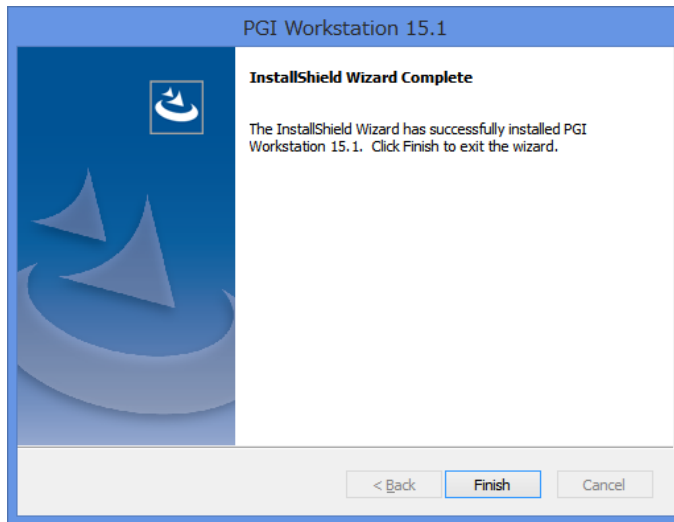 PGI Workstation 15.1
InstallShield Wizard Complete
The InstallShield Wizard has successfully installed PGI
Workstation 15.1. Click Finish to exit the wizard.
< Back
Finish
Cancel